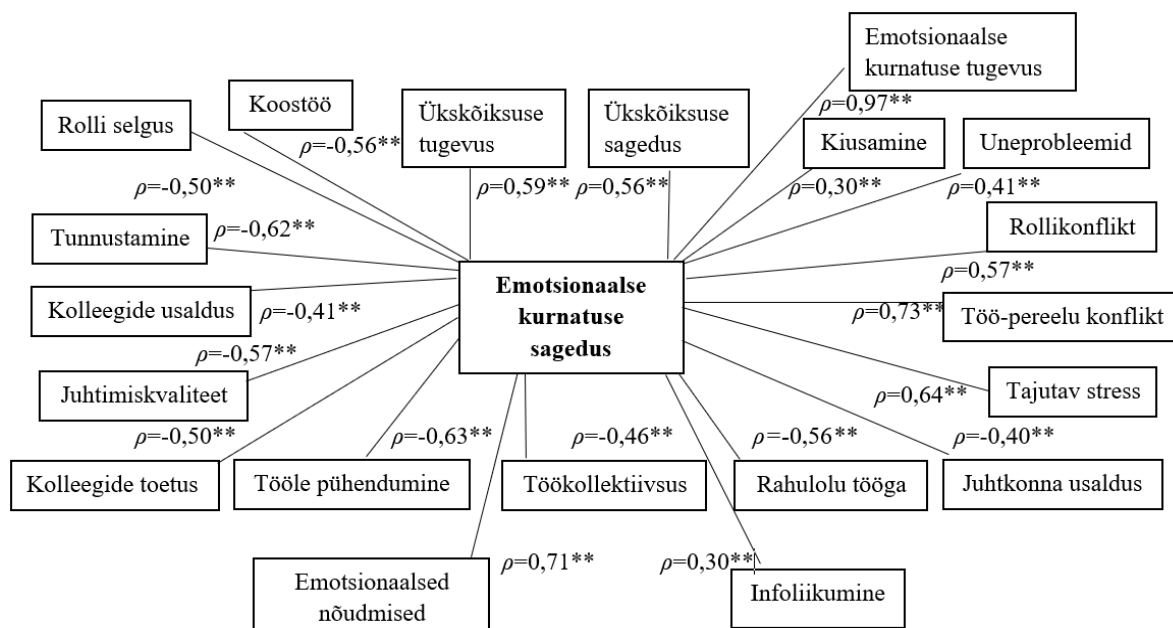 Emotsionaalse
kurnatuse tugevus
ρ=0,97**
Koostöö
ρ=-0,56**
Ükskõiksuse
tugevus
ρ=0,59**
Ükskõiksuse
sagedus
ρ=0,56**
Rolli selgus
ρ=-0,50**
Kiusamine
ρ=0,30**
Uneprobleemid
ρ=0,41**
Tunnustamine
ρ=-0,62**
Rollikonflikt
ρ=0,57**
Emotsionaalse
kurnatuse
sagedus
Kolleegide usaldus
ρ=-0,41**
Töö-pereelu konflikt
ρ=0,73**
Juhtimiskvaliteet
ρ=-0,57**
Tajutav stress
ρ=0,64**
Kolleegide toetus
ρ=-0,50**
Tööle pühendumine
ρ=-0,63**
Töökollektiivsus
ρ=-0,46**
Rahulolu tööga
ρ=-0,56**
Juhtkonna usaldus
ρ=-0,40**
Emotsionaalsed
nõudmised
ρ=0,71**
Infoliikumine
ρ=0,30**